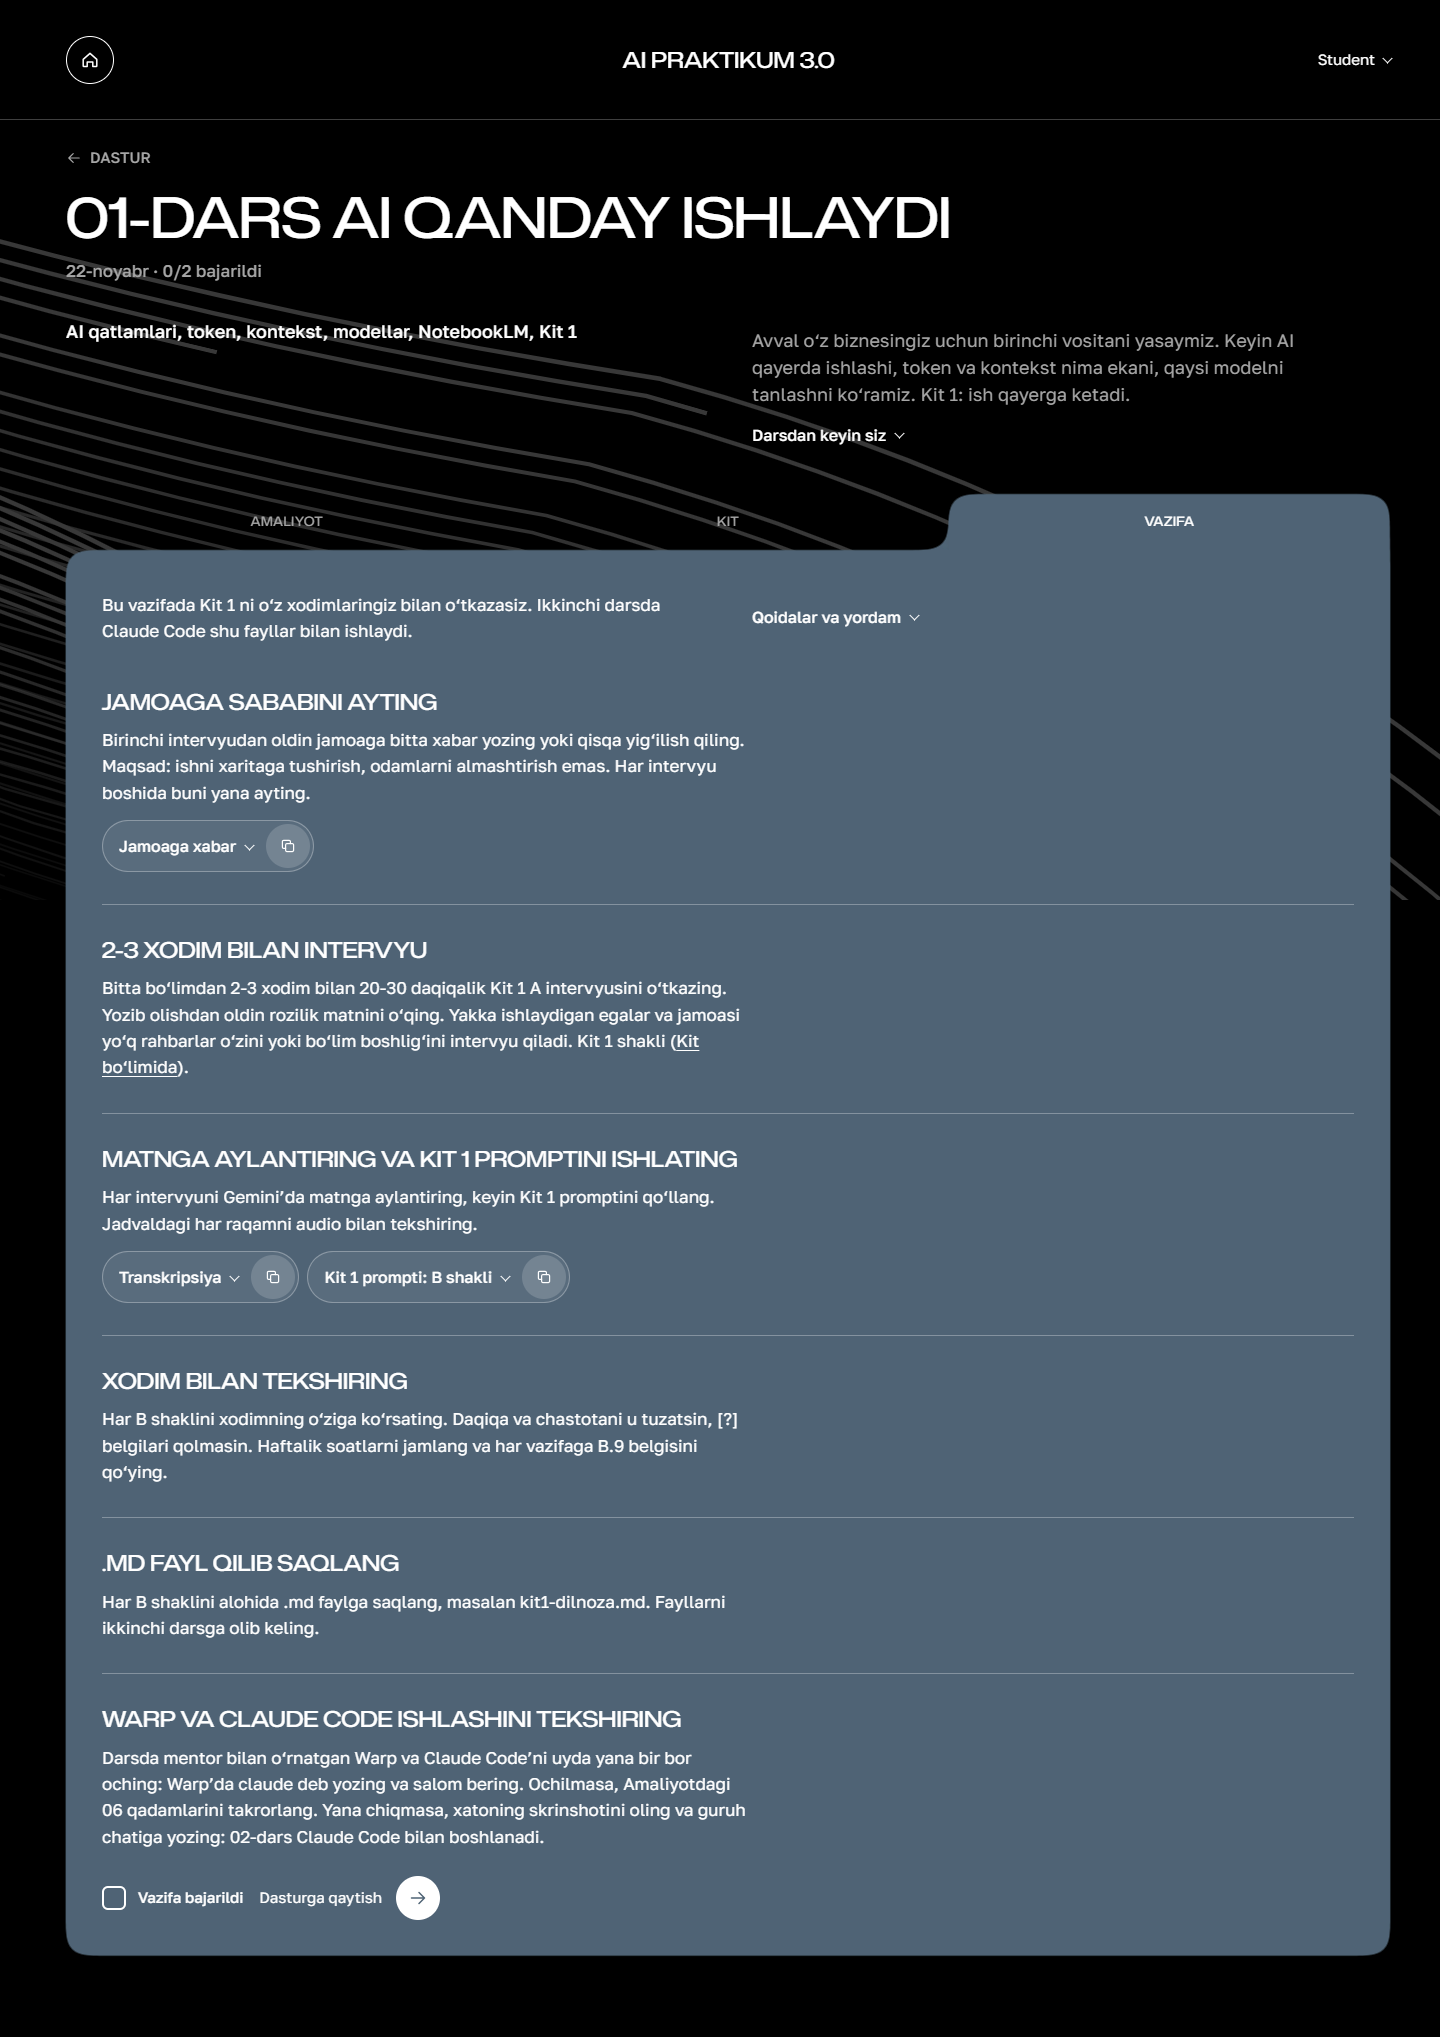 AI PRAKTIKUM 3.0
Student
DASTUR
01-DARS AI QANDAY ISHLAYDI
22-noyabr · 0/2 bajarildi
AI qatlamlari, token, kontekst, modellar, NotebookLM, Kit 1
Avval o‘z biznesingiz uchun birinchi vositani yasaymiz. Keyin AI
qayerda ishlashi, token va kontekst nima ekani, qaysi modelni
tanlashni ko‘ramiz. Kit 1: ish qayerga ketadi.
Darsdan keyin siz
AMALIYOT
KIT
VAZIFA
Bu vazifada Kit 1 ni o‘z xodimlaringiz bilan o‘tkazasiz. Ikkinchi darsda
Claude Code shu fayllar bilan ishlaydi.
Qoidalar va yordam
JAMOAGA SABABINI AYTING
Birinchi intervyudan oldin jamoaga bitta xabar yozing yoki qisqa yig‘ilish qiling.
Maqsad: ishni xaritaga tushirish, odamlarni almashtirish emas. Har intervyu
boshida buni yana ayting.
Jamoaga xabar
2-3 XODIM BILAN INTERVYU
Bitta bo‘limdan 2-3 xodim bilan 20-30 daqiqalik Kit 1 A intervyusini o‘tkazing.
Yozib olishdan oldin rozilik matnini o‘qing. Yakka ishlaydigan egalar va jamoasi
yo‘q rahbarlar o‘zini yoki bo‘lim boshlig‘ini intervyu qiladi. Kit 1 shakli (Kit
bo‘limida).
MATNGA AYLANTIRING VA KIT 1 PROMPTINI ISHLATING
Har intervyuni Gemini’da matnga aylantiring, keyin Kit 1 promptini qo‘llang.
Jadvaldagi har raqamni audio bilan tekshiring.
Transkripsiya
Kit 1 prompti: B shakli
XODIM BILAN TEKSHIRING
Har B shaklini xodimning o‘ziga ko‘rsating. Daqiqa va chastotani u tuzatsin, [?]
belgilari qolmasin. Haftalik soatlarni jamlang va har vazifaga B.9 belgisini
qo‘ying.
.MD FAYL QILIB SAQLANG
Har B shaklini alohida .md faylga saqlang, masalan kit1-dilnoza.md. Fayllarni
ikkinchi darsga olib keling.
WARP VA CLAUDE CODE ISHLASHINI TEKSHIRING
Darsda mentor bilan o‘rnatgan Warp va Claude Code’ni uyda yana bir bor
oching: Warp’da claude deb yozing va salom bering. Ochilmasa, Amaliyotdagi
06 qadamlarini takrorlang. Yana chiqmasa, xatoning skrinshotini oling va guruh
chatiga yozing: 02-dars Claude Code bilan boshlanadi.
Vazifa bajarildi
Dasturga qaytish